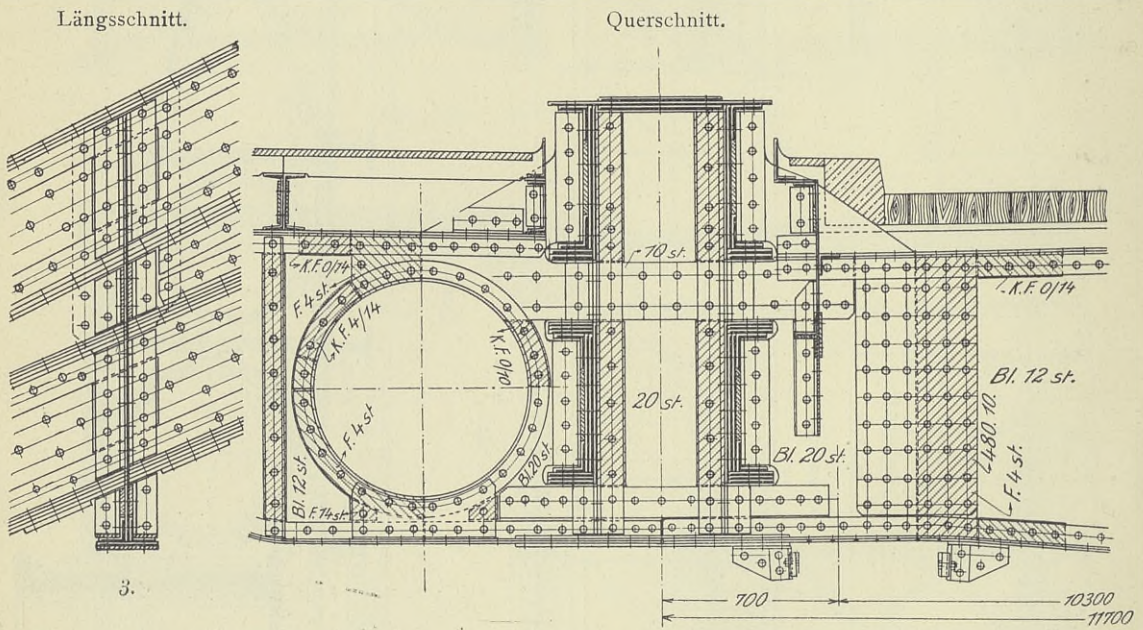 Längsschnitt.
Querschnitt.
10 st.
K.F. 0/14
F. 4 st.
K.F. 4/14
K.F. 0/10
K.F. 0/14
Bl. 12 st.
20 st.
480. 10.
F. 4 st.
Bl. 20 st.
Bl. 20 st.
Bl. 12 st.
F. 14 st.
F. 4 st.
3.
700
10300
11700